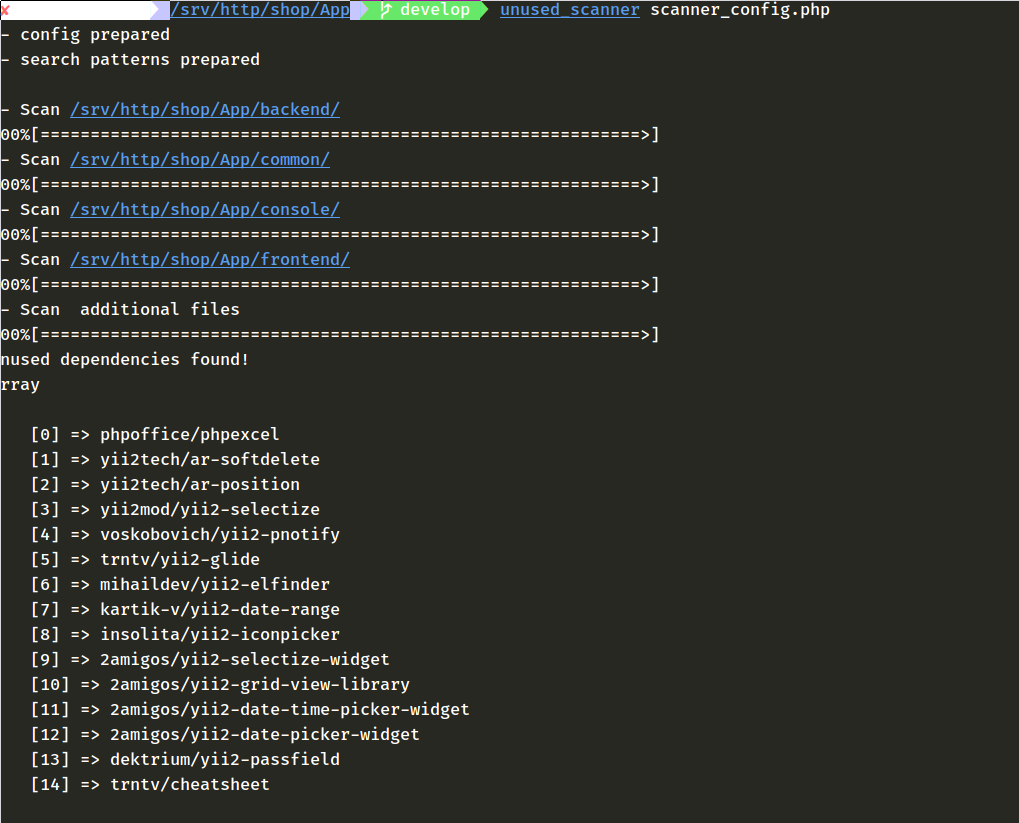 ✗ /srv/http/shop/App develop unused_scanner scanner_config.php
- config prepared
- search patterns prepared
- Scan /srv/http/shop/App/backend/
00%[============================================================>]
- Scan /srv/http/shop/App/common/
00%[============================================================>]
- Scan /srv/http/shop/App/console/
00%[============================================================>]
- Scan /srv/http/shop/App/frontend/
00%[============================================================>]
- Scan  additional files
00%[============================================================>]
nused dependencies found!
rray
[0] => phpoffice/phpexcel
[1] => yii2tech/ar-softdelete
[2] => yii2tech/ar-position
[3] => yii2mod/yii2-selectize
[4] => voskobovich/yii2-pnotify
[5] => trntv/yii2-glide
[6] => mihaildev/yii2-elfinder
[7] => kartik-v/yii2-date-range
[8] => insolita/yii2-iconpicker
[9] => 2amigos/yii2-selectize-widget
[10] => 2amigos/yii2-grid-view-library
[11] => 2amigos/yii2-date-time-picker-widget
[12] => 2amigos/yii2-date-picker-widget
[13] => dektrium/yii2-passfield
[14] => trntv/cheatsheet